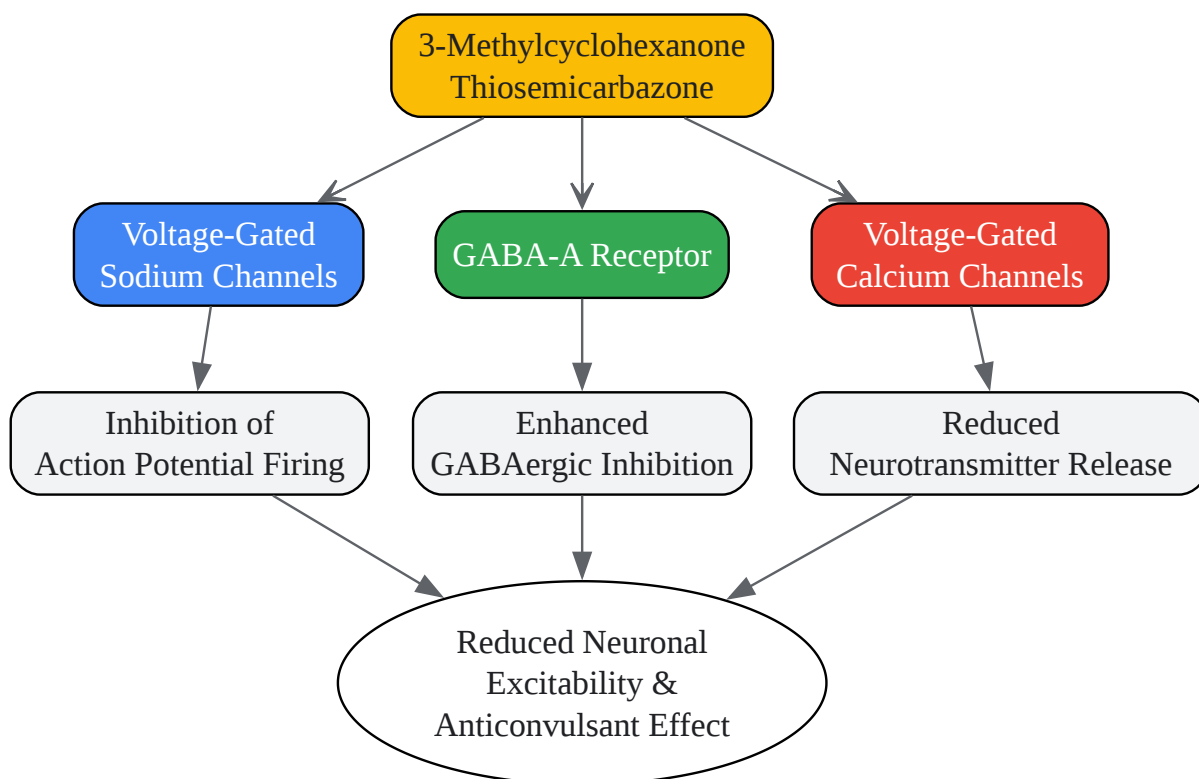 3-Methylcyclohexanone
Thiosemicarbazone
Voltage-Gated
Sodium Channels
GABA-A Receptor
Voltage-Gated
Calcium Channels
Inhibition of
Action Potential Firing
Enhanced
GABAergic Inhibition
Reduced
Neurotransmitter Release
Reduced Neuronal
Excitability &
Anticonvulsant Effect